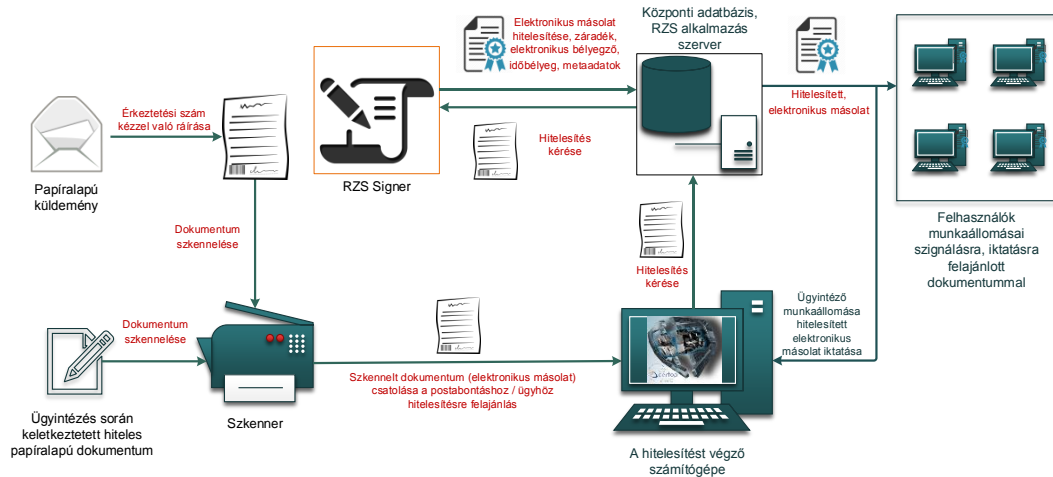 Elektronikus másolat
hitelesítése, záradék,
elektronikus bélyegző,
időbélyeg, metaadatok
Központi adatbázis,
RZS alkalmazás
szerver
Érkeztetési szám
kézzel való ráírása
Hitelesítés
kérése
Hitelesített,
elektronikus másolat
Papíralapú
küldemény
RZS Signer
Felhasználók
munkaállomásai
szignálásra, iktatásra
felajánlott
dokumentummal
Dokumentum
szkennelése
Hitelesítés
kérése
Ügyintéző
munkaállomása
hitelesített
elektronikus
másolat iktatása
Dokumentum
szkennelése
Szkennelt dokumentum (elektronikus másolat)
csatolása a postabontáshoz / ügyhöz
hitelesítésre felajánlás
Ügyintézés során
keletkeztetett hiteles
papíralapú dokumentum
Szkenner
A hitelesítést végző
számítógépe